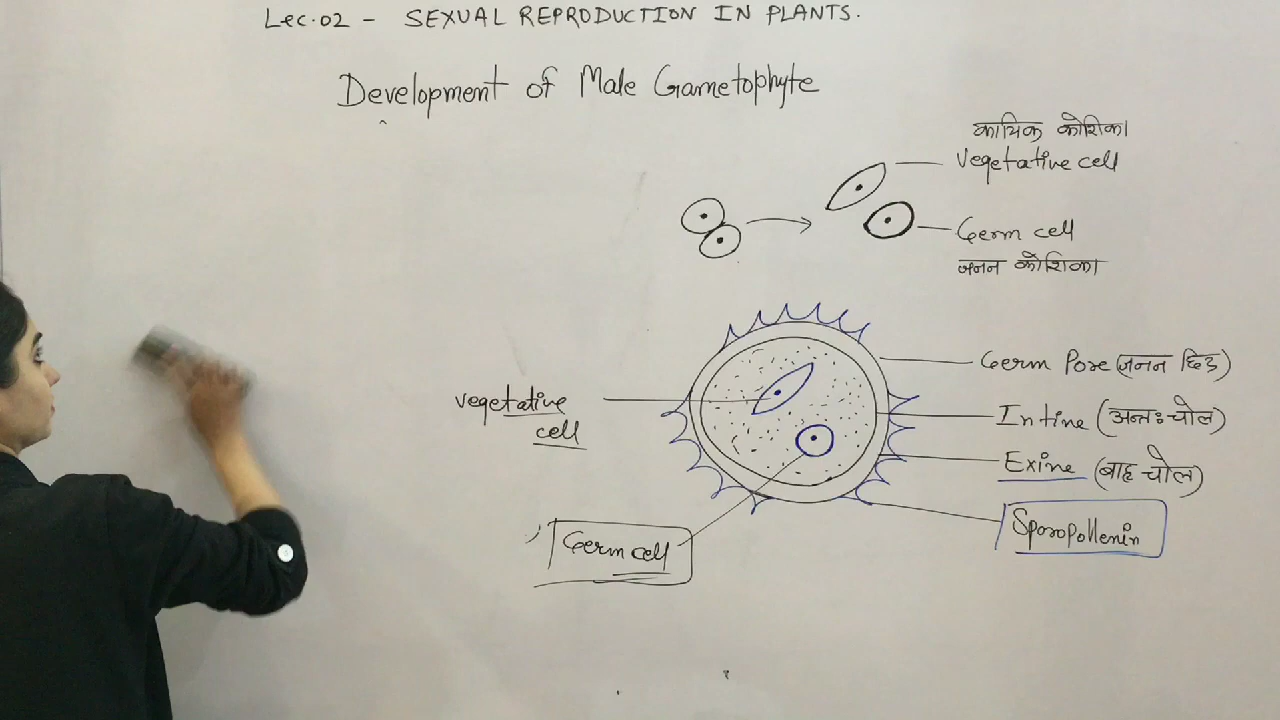 Lec.02 - SEXUAL REPRODUCTION IN PLANTS.
Development of Male Gametophyte
कायिक कोशिका
Vegetative cell
Germ cell
जनन कोशिका
Germ Pore (जनन छिद्र)
Intine (अन्तः चोल)
Exine (बाह्य चोल)
Sporopollenin
vegetative
cell
Germ cell